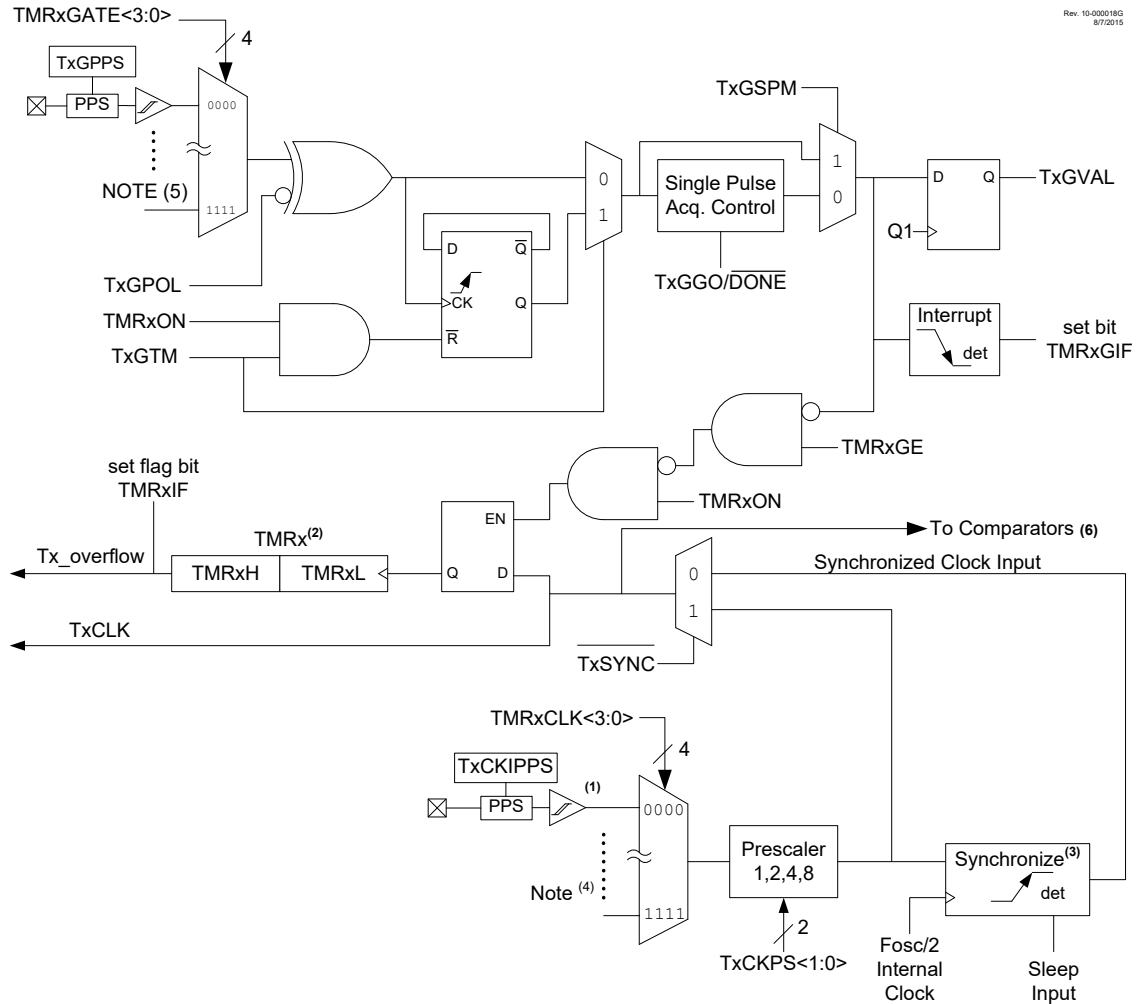 Rev. 10-000018G
8/7/2015
TMRxGATE<3:0>
4
TxGPPS
PPS
0000
NOTE (5)
1111
TxGPOL
TMRxON
TxGTM
D
Q
CK
Q
R
0
1
Single Pulse
Acq. Control
TxGGO/DONE
TxGSPM
1
0
D
Q
Q1
TxGVAL
Interrupt
det
set bit
TMRxGIF
TMRxGE
TMRxON
set flag bit
TMRxIF
Tx_overflow
TMRx(2)
TMRxH
TMRxL
EN
Q
D
TxCLK
To Comparators (6)
0
1
Synchronized Clock Input
TxSYNC
TMRxCLK<3:0>
4
TxCKIPPS
PPS
(1)
0000
Note (4)
1111
Prescaler
1,2,4,8
2
TxCKPS<1:0>
Synchronize(3)
det
Fosc/2
Internal
Clock
Sleep
Input